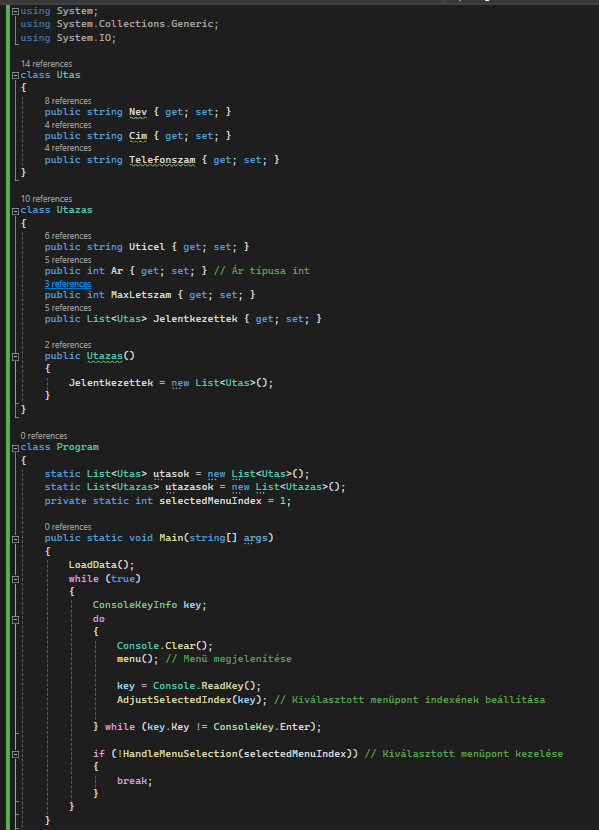 using System;
using System.Collections.Generic;
using System.IO;
14 references
class Utas
{
8 references
public string Nev { get; set; }
4 references
public string Cim { get; set; }
4 references
public string Telefonszam { get; set; }
}
10 references
class Utazas
{
6 references
public string Uticel { get; set; }
5 references
public int Ar { get; set; } // Ár típusa int
3 references
public int MaxLetszam { get; set; }
5 references
public List<Utas> Jelentkezettek { get; set; }
2 references
public Utazas()
{
Jelentkezettek = new List<Utas>();
}
}
0 references
class Program
{
static List<Utas> utasok = new List<Utas>();
static List<Utazas> utazasok = new List<Utazas>();
private static int selectedMenuIndex = 1;
0 references
public static void Main(string[] args)
{
LoadData();
while (true)
{
ConsoleKeyInfo key;
do
{
Console.Clear();
menu(); // Menü megjelenítése
key = Console.ReadKey();
AdjustSelectedIndex(key); // Kiválasztott menüpont indexének beállítása
} while (key.Key != ConsoleKey.Enter);
if (!HandleMenuSelection(selectedMenuIndex)) // Kiválasztott menüpont kezelése
{
break;
}
}
}